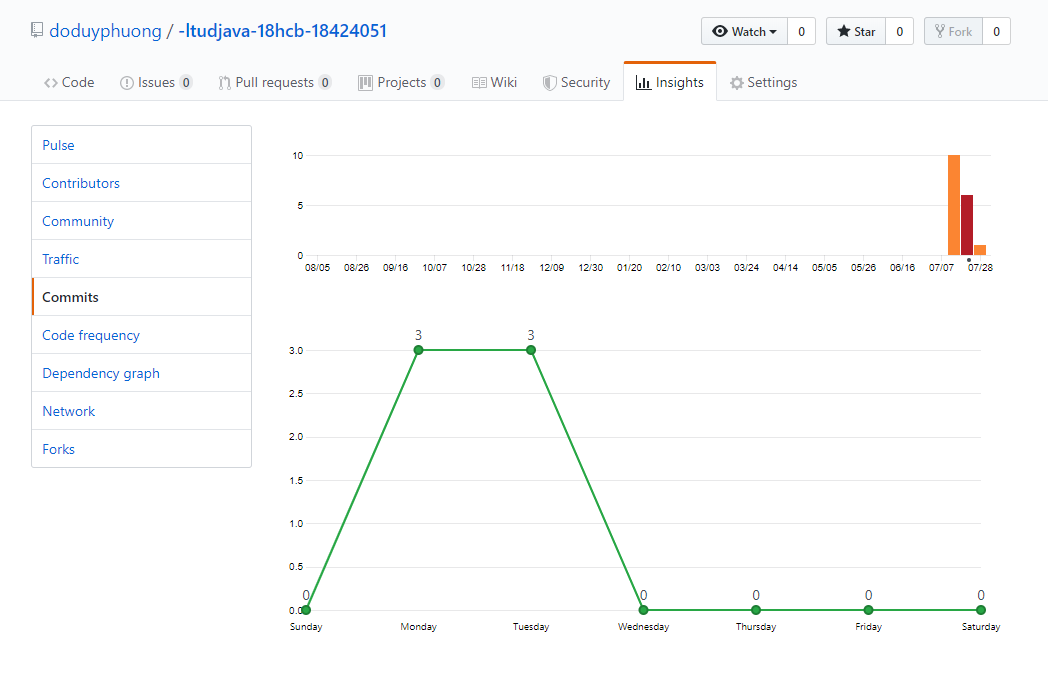 doduyphuong / -ltudjava-18hcb-18424051
Watch 0 Star 0 Fork 0
Code Issues 0 Pull requests 0 Projects 0 Wiki Security Insights Settings
Pulse
Contributors
Community
Traffic
Commits
Code frequency
Dependency graph
Network
Forks
10
5
0
08/05 08/26 09/16 10/07 10/28 11/18 12/09 12/30 01/20 02/10 03/03 03/24 04/14 05/05 05/26 06/16 07/07 07/28
3 3
3.0
2.5
2.0
1.5
1.0
0.5
0 0 0 0 0
0.0
Sunday Monday Tuesday Wednesday Thursday Friday Saturday